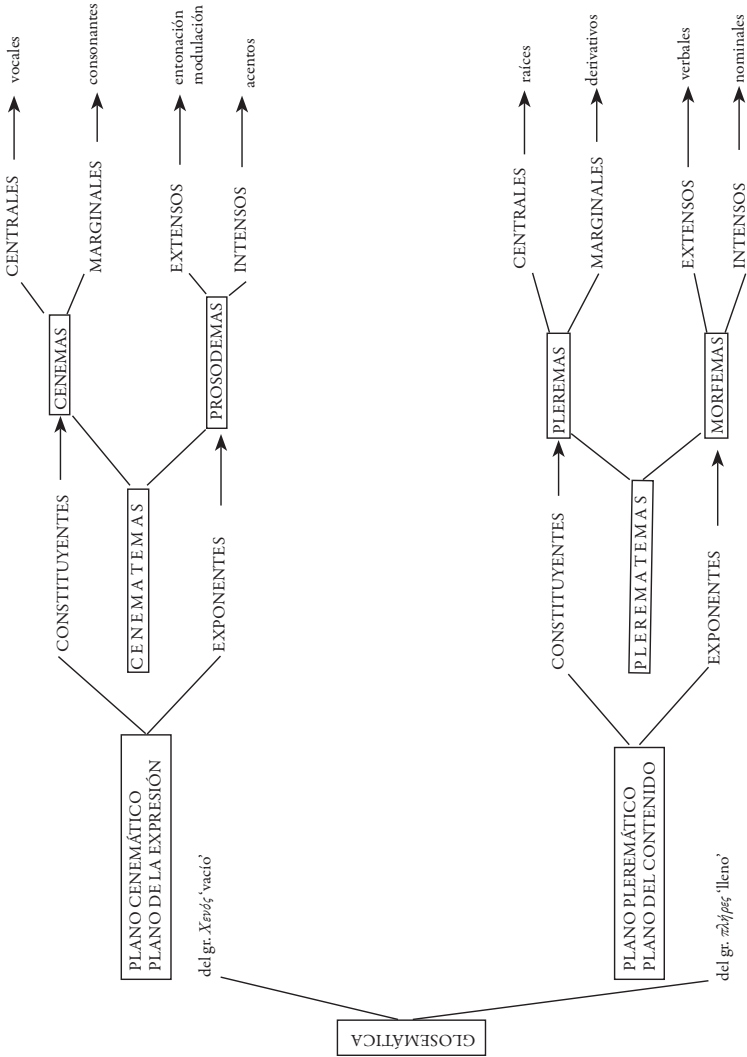 GLOSEMÁTICA
PLANO CENEMÁTICO
PLANO DE LA EXPRESIÓN
del gr. Χενός ‘vacío’
CONSTITUYENTES
EXPONENTES
CENEMATEMAS
CENEMAS
PROSODEMAS
CENTRALES
vocales
MARGINALES
consonantes
EXTENSOS
entonación
modulación
INTENSOS
acentos
PLANO PLEREMÁTICO
PLANO DEL CONTENIDO
del gr. πλήρες ‘lleno’
CONSTITUYENTES
EXPONENTES
PLEREMATEMAS
PLEREMAS
MORFEMAS
CENTRALES
raíces
MARGINALES
derivativos
EXTENSOS
verbales
INTENSOS
nominales